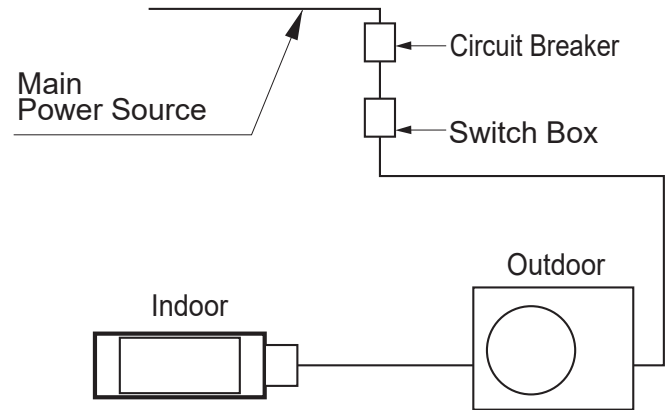 Circuit Breaker
Main
Power Source
Switch Box
Outdoor
Indoor